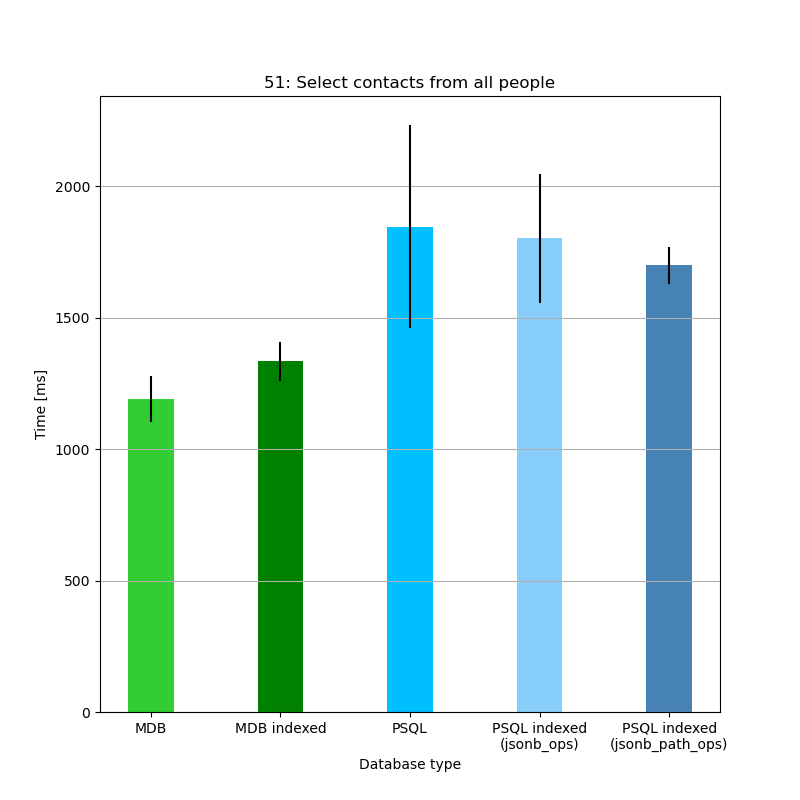 51: Select contacts from all people
Time [ms]
2000
1500
1000
500
0
MDB
MDB indexed
PSQL
PSQL indexed
(jsonb_ops)
PSQL indexed
(jsonb_path_ops)
Database type